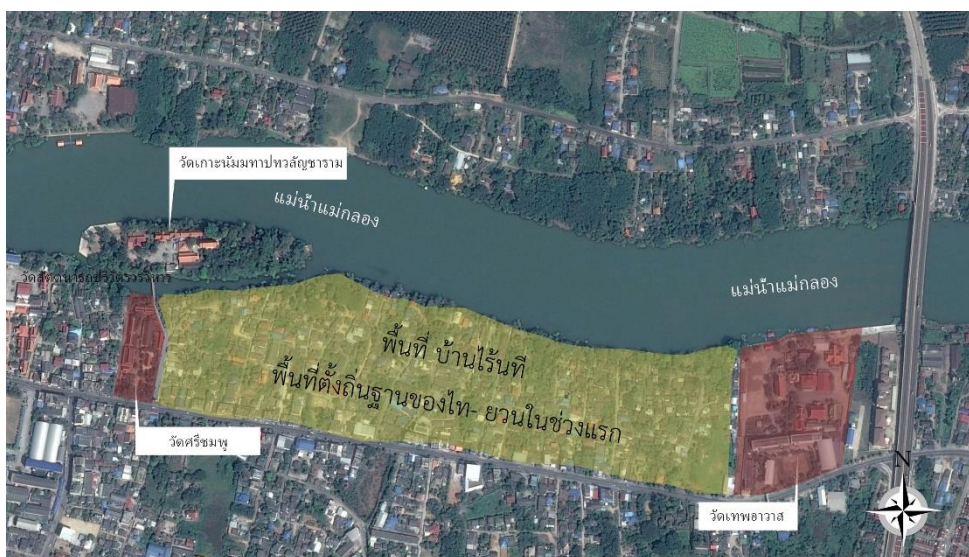 วัดเกาะนัมมทาปทวลัญชาราม
แม่น้ำแม่กลอง
แม่น้ำแม่กลอง
พื้นที่ บ้านไร้นที
พื้นที่ตั้งถิ่นฐานของไท- ยวนในช่วงแรก
วัดศรีชมพู
วัดเทพอาวาส
N